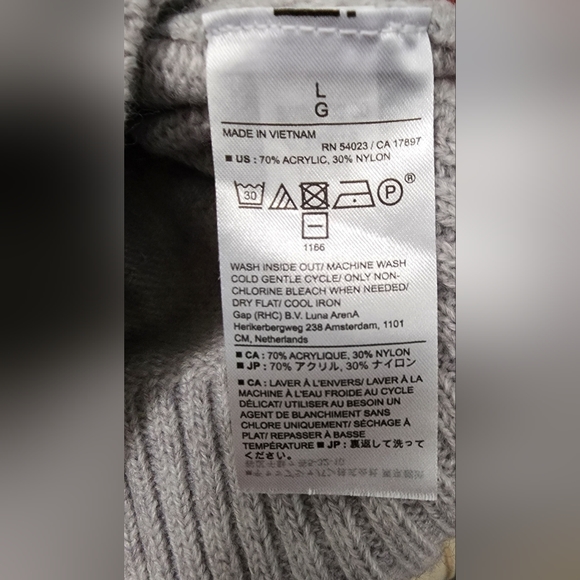 L
G
MADE IN VIETNAM
RN 54023 / CA 17897
■ US : 70% ACRYLIC, 30% NYLON
30
P
®
1166
WASH INSIDE OUT/ MACHINE WASH
COLD GENTLE CYCLE/ ONLY NON-
CHLORINE BLEACH WHEN NEEDED/
DRY FLAT/ COOL IRON
Gap (RHC) B.V. Luna ArenA
Herikerbergweg 238 Amsterdam, 1101
CM, Netherlands
■ CA : 70% ACRYLIQUE, 30% NYLON
■ JP : 70% アクリル, 30% ナイロン
■ CA : LAVER À L'ENVERS/ LAVER À LA
MACHINE À L'EAU FROIDE AU CYCLE
DÉLICAT/ UTILISER AU BESOIN UN
AGENT DE BLANCHIMENT SANS
CHLORE UNIQUEMENT/ SÉCHAGE À
PLAT/ REPASSER À BASSE
TEMPÉRATURE ■ JP : 裏返して洗って
ください。